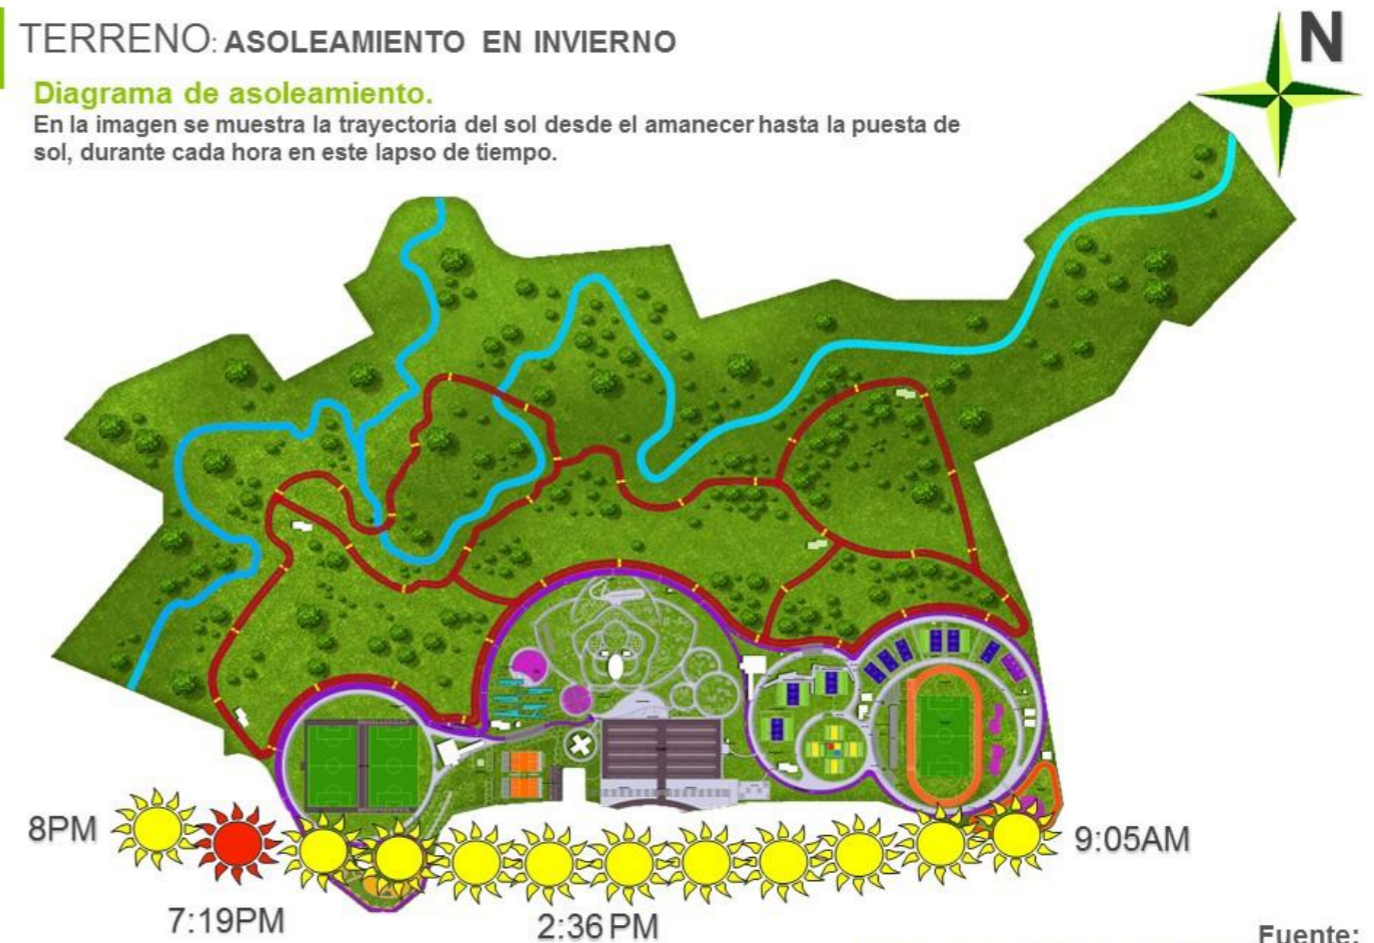 TERRENO: ASOLEAMIENTO EN INVIERNO
N
Diagrama de asoleamiento.
En la imagen se muestra la trayectoria del sol desde el amanecer hasta la puesta de
sol, durante cada hora en este lapso de tiempo.
8PM
9:05AM
7:19PM
2:36PM
Fuente: